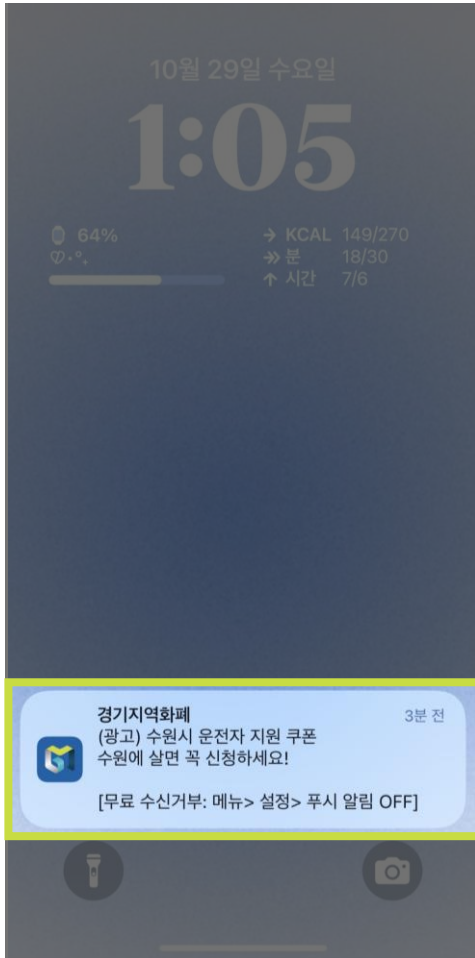 10월 29일 수요일
1:05
64%
→ KCAL 149/270
분 18/30
↑ 시간 7/6
경기지역화폐 3분 전
(광고) 수원시 운전자 지원 쿠폰
수원에 살면 꼭 신청하세요!
[무료 수신거부: 메뉴> 설정> 푸시 알림 OFF]